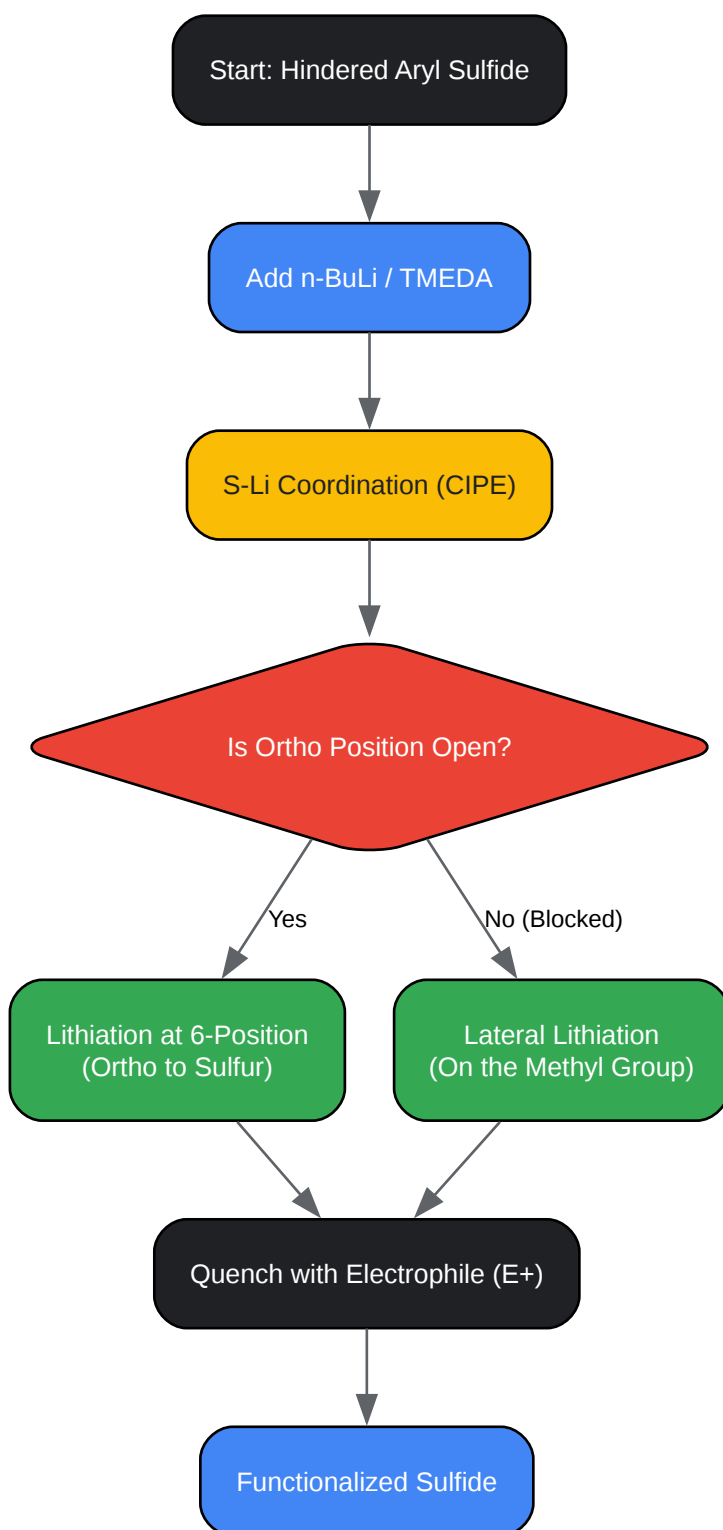 Start: Hindered Aryl Sulfide
Add n-BuLi / TMEDA
S-Li Coordination (CIPE)
Is Ortho Position Open?
Yes
No (Blocked)
Lithiation at 6-Position
(Ortho to Sulfur)
Lateral Lithiation
(On the Methyl Group)
Quench with Electrophile (E+)
Functionalized Sulfide